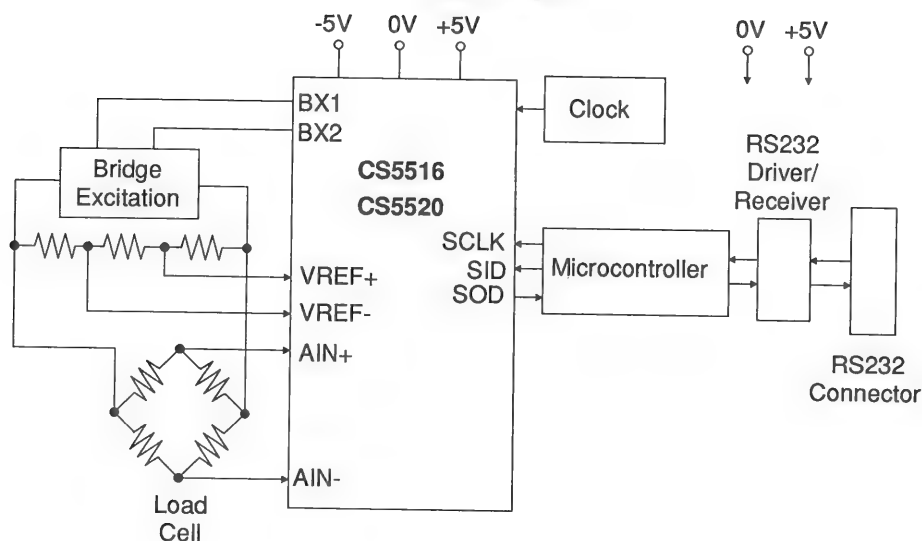 -5V 0V +5V
0V +5V
BX1
BX2
Clock
Bridge
Excitation
CS5516
CS5520
RS232
Driver/
Receiver
SCLK
SID
SOD
Microcontroller
VREF+
VREF-
AIN+
RS232
Connector
AIN-
Load
Cell